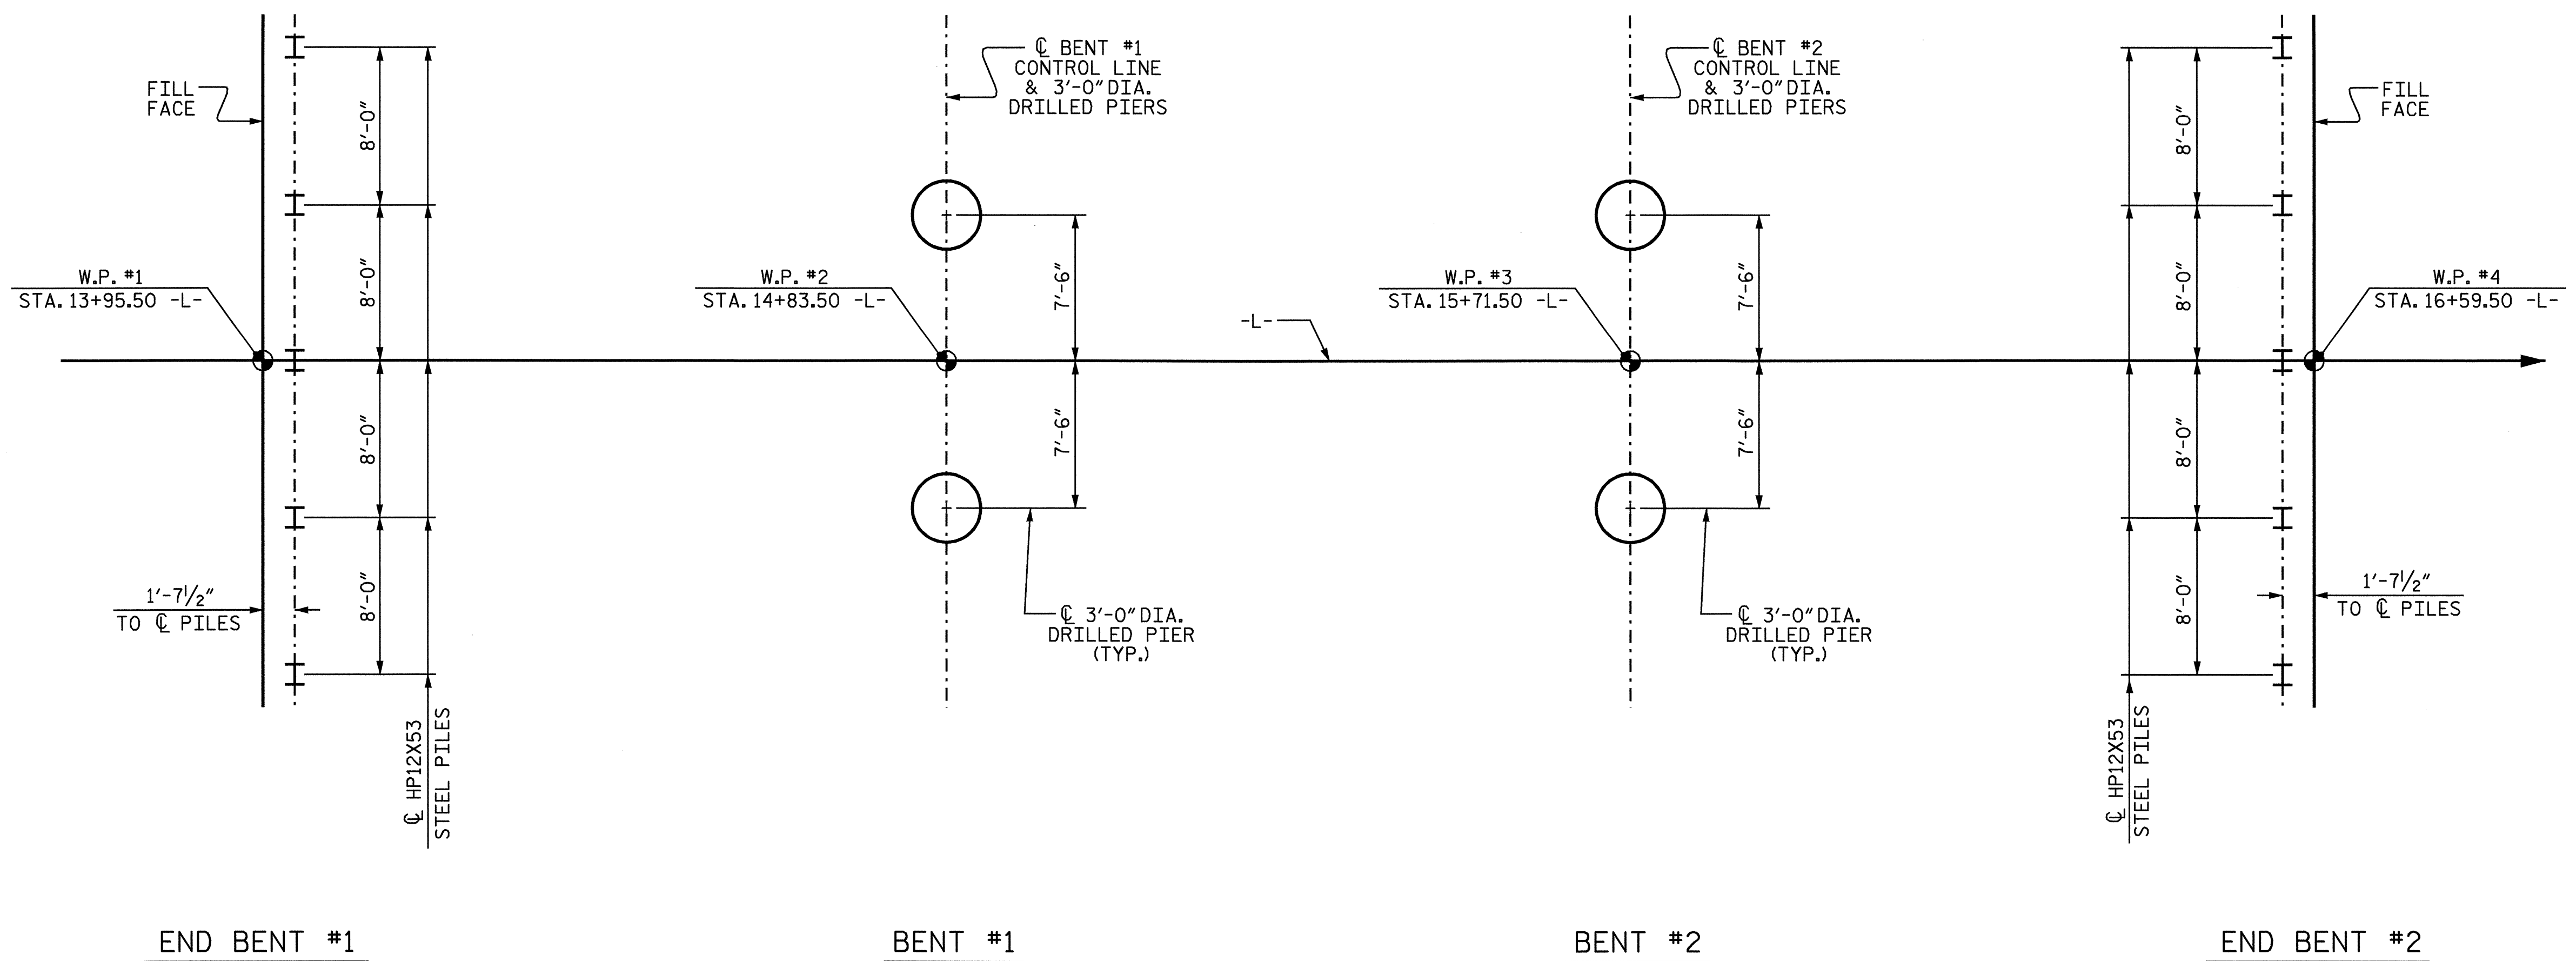 FILL
FACE
8'-0"
8'-0"
8'-0"
8'-0"
W.P. #1
STA. 13+95.50 -L-
1'-7½"
TO ℄ PILES
℄ HP12X53
STEEL PILES
℄ BENT #1
CONTROL LINE
& 3'-0" DIA.
DRILLED PIERS
W.P. #2
STA. 14+83.50 -L-
7'-6"
7'-6"
℄ 3'-0" DIA.
DRILLED PIER
(TYP.)
-L-
℄ BENT #2
CONTROL LINE
& 3'-0" DIA.
DRILLED PIERS
W.P. #3
STA. 15+71.50 -L-
7'-6"
7'-6"
℄ 3'-0" DIA.
DRILLED PIER
(TYP.)
FILL
FACE
8'-0"
8'-0"
8'-0"
8'-0"
W.P. #4
STA. 16+59.50 -L-
1'-7½"
TO ℄ PILES
℄ HP12X53
STEEL PILES
END BENT #1
BENT #1
BENT #2
END BENT #2